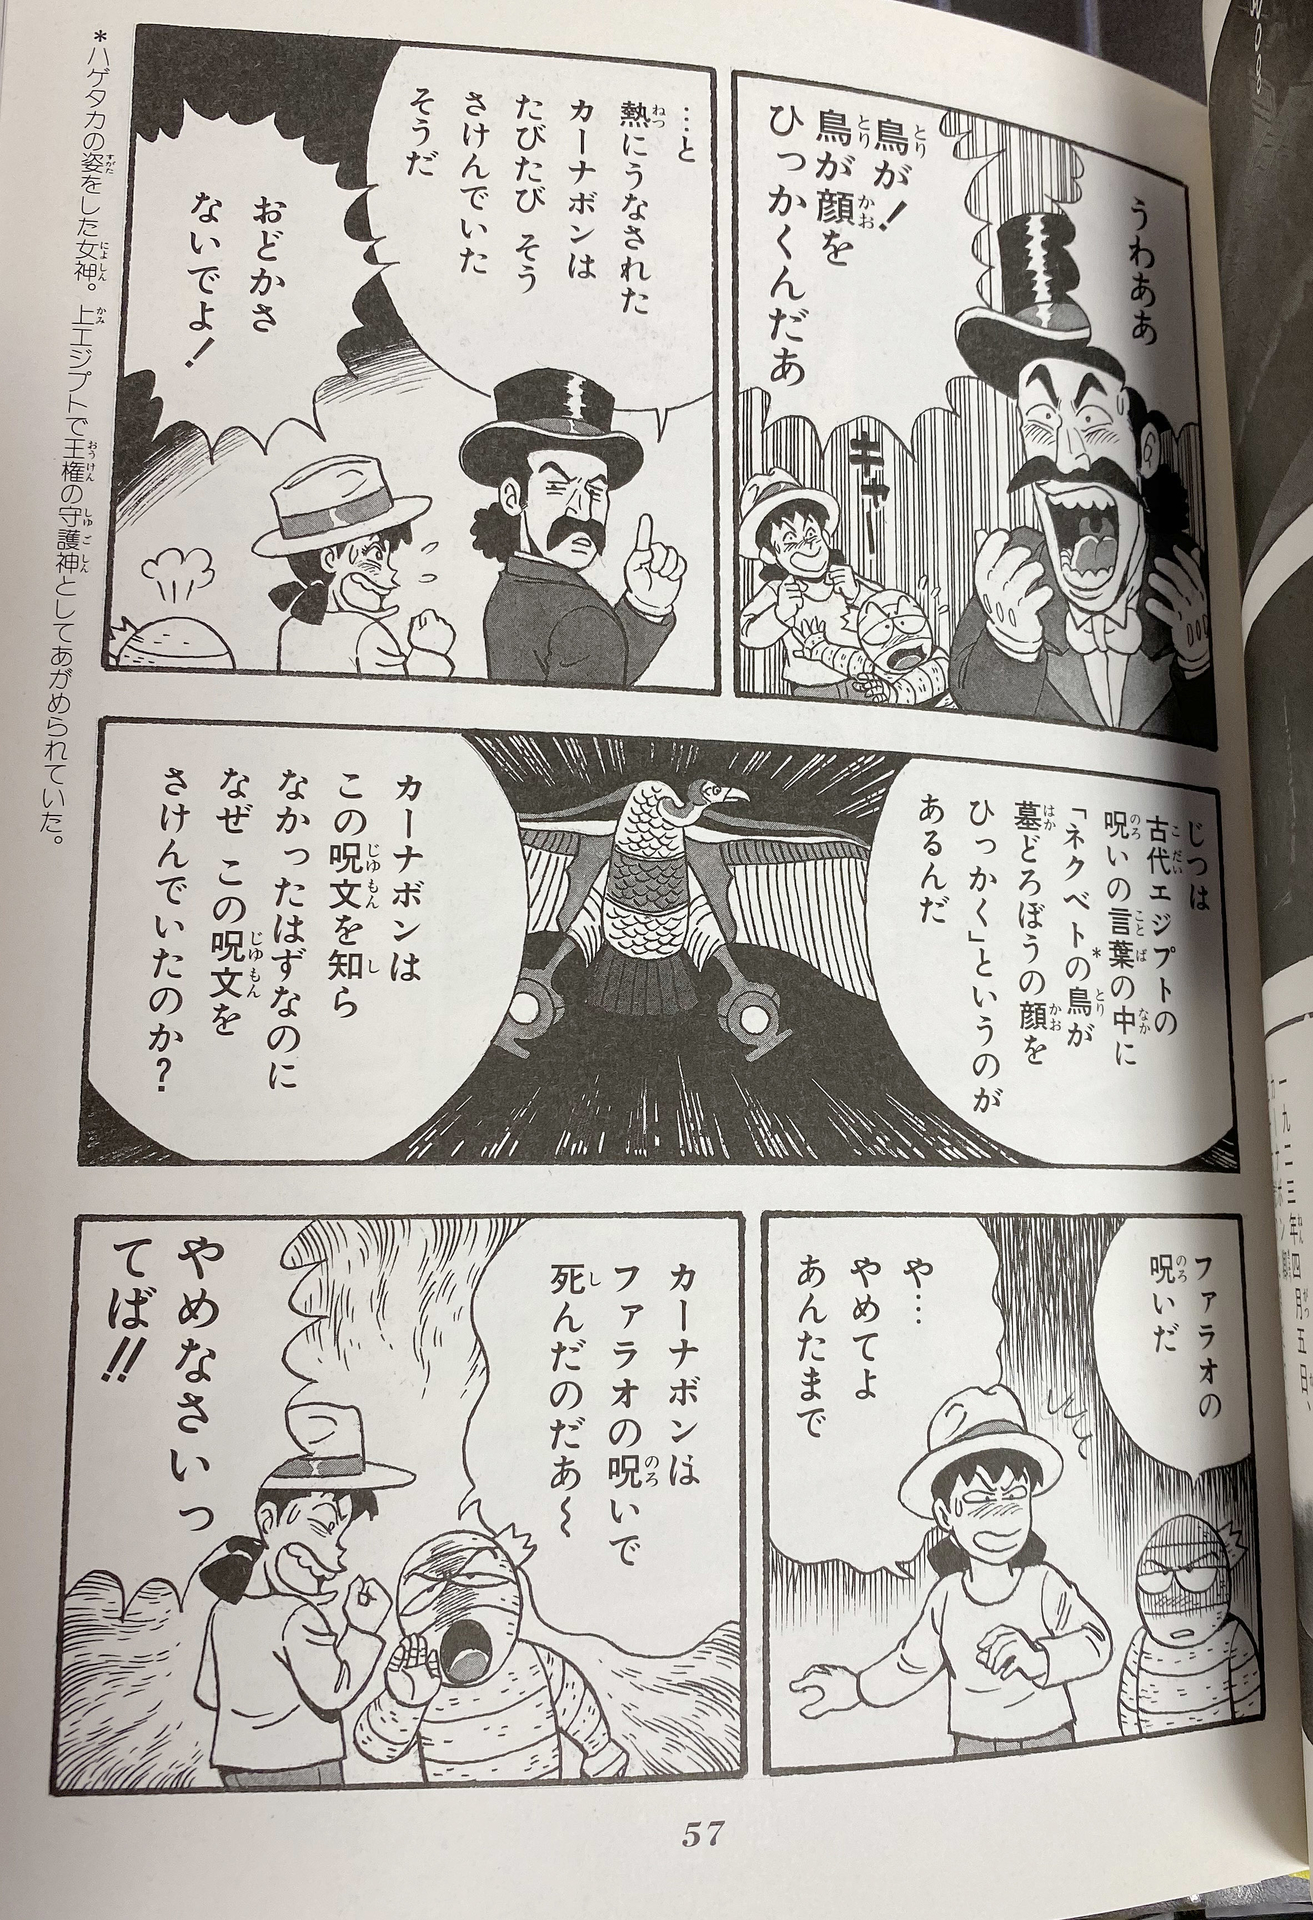 うわああ
鳥が！
鳥が顔を
ひっかくんだあ
キャー
…と
熱にうなされた
カーナボンは
たびたび そう
さけんでいた
そうだ
おどかさ
ないでよ！
じつは
古代エジプトの
呪いの言葉の中に
「ネクベト*の鳥が
墓どろぼうの顔を
ひっかく」というのが
あるんだ
カーナボンは
この呪文を知ら
なかったはずなのに
なぜ この呪文を
さけんでいたのか？
ファラオの
呪いだ
や…
やめてよ
あんたまで
カーナボンは
ファラオの呪いで
死んだのだあ〜
やめなさいっ
てば!!
*ハゲタカの姿をした女神。上エジプトで王権の守護神としてあがめられていた。
57
一九二三年四月五日、